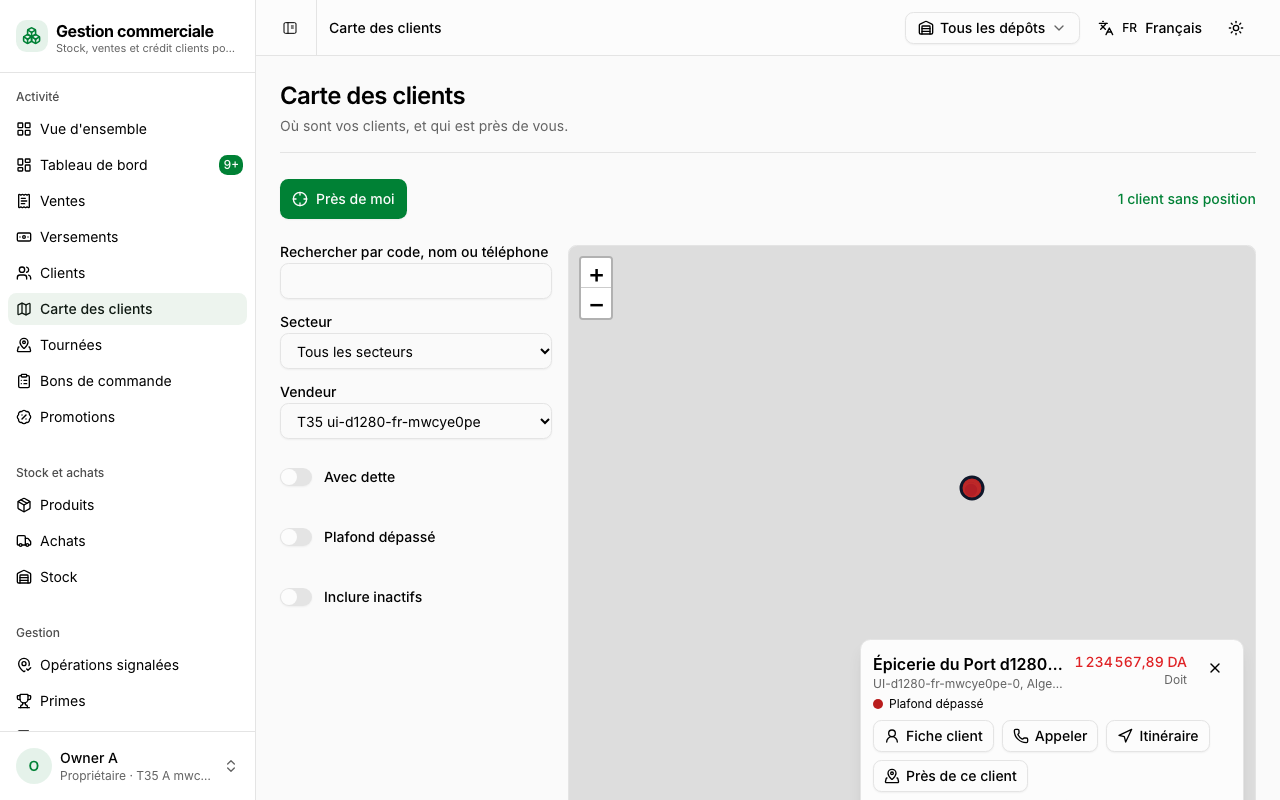 Gestion commerciale
Stock, ventes et crédit clients po...
Carte des clients
Tous les dépôts
FR Français
Activité
Vue d'ensemble
Tableau de bord
9+
Ventes
Versements
Clients
Carte des clients
Tournées
Bons de commande
Promotions
Stock et achats
Produits
Achats
Stock
Gestion
Opérations signalées
Primes
O
Owner A
Propriétaire · T35 A mwc...
Carte des clients
Où sont vos clients, et qui est près de vous.
Près de moi
1 client sans position
Rechercher par code, nom ou téléphone
Secteur
Tous les secteurs
Vendeur
T35 ui-d1280-fr-mwcye0pe
Avec dette
Plafond dépassé
Inclure inactifs
+
−
Épicerie du Port d1280...
1 234 567,89 DA
UI-d1280-fr-mwcye0pe-0, Alge...
Doit
Plafond dépassé
Fiche client
Appeler
Itinéraire
Près de ce client